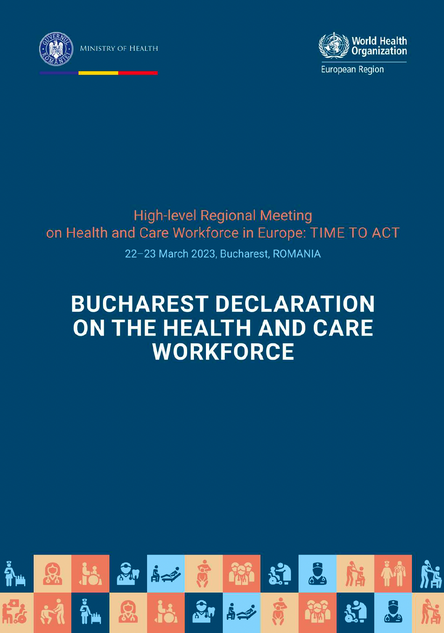 MINISTRY OF HEALTH
World Health
Organization
European Region
High-level Regional Meeting
on Health and Care Workforce in Europe: TIME TO ACT
22–23 March 2023, Bucharest, ROMANIA
BUCHAREST DECLARATION
ON THE HEALTH AND CARE
WORKFORCE